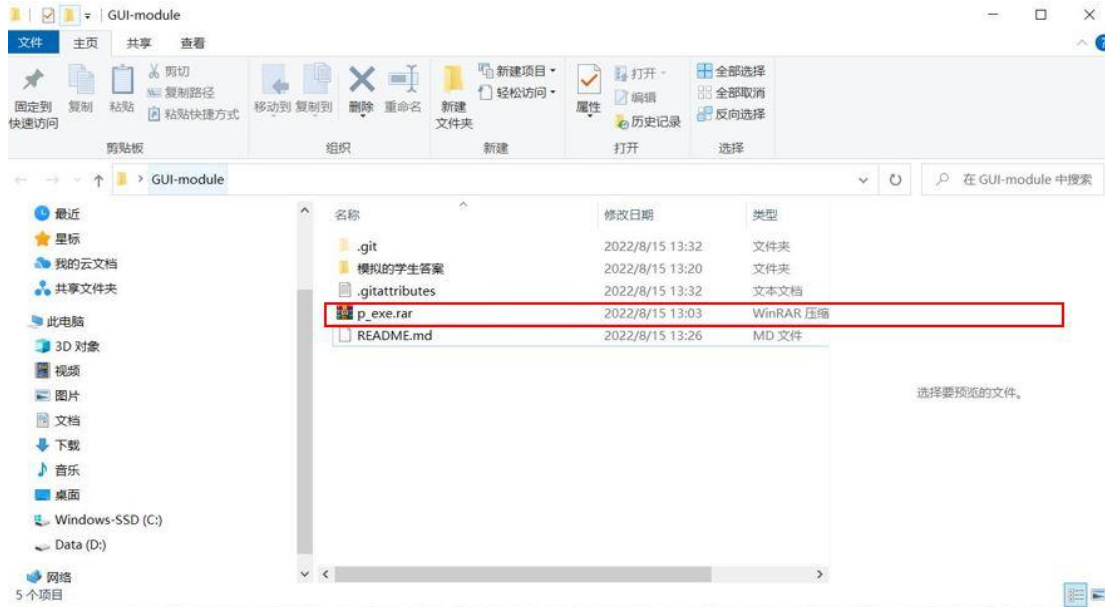 GUI-module
文件 主页 共享 查看
固定到快速访问
复制
粘贴
剪切
复制路径
粘贴快捷方式
剪贴板
移动到
复制到
删除
重命名
组织
新建文件夹
新建项目
轻松访问
新建
属性
打开
编辑
历史记录
打开
全部选择
全部取消
反向选择
选择
GUI-module
在 GUI-module 中搜索
最近
星标
我的云文档
共享文件夹
此电脑
3D 对象
视频
图片
文档
下载
音乐
桌面
Windows-SSD (C:)
Data (D:)
网络
名称 修改日期 类型
.git 2022/8/15 13:32 文件夹
模拟的学生答案 2022/8/15 13:20 文件夹
.gitattributes 2022/8/15 13:32 文本文档
p_exe.rar 2022/8/15 13:03 WinRAR 压缩
README.md 2022/8/15 13:26 MD 文件
选择要预览的文件。
5 个项目